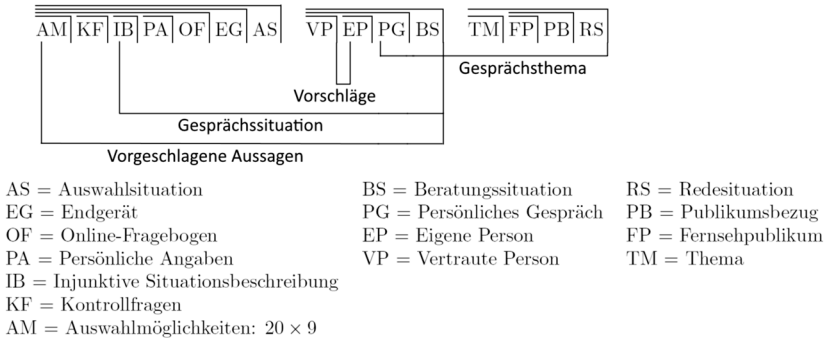 AM KF IB PA OF EG AS VP EP PG BS TM FP PB RS
Gesprächsthema
Vorschläge
Gesprächssituation
Vorgeschlagene Aussagen
AS = Auswahlsituation
EG = Endgerät
OF = Online-Fragebogen
PA = Persönliche Angaben
IB = Injunktive Situationsbeschreibung
KF = Kontrollfragen
AM = Auswahlmöglichkeiten: 20 × 9
BS = Beratungssituation
PG = Persönliches Gespräch
EP = Eigene Person
VP = Vertraute Person
RS = Redesituation
PB = Publikumsbezug
FP = Fernsehpublikum
TM = Thema